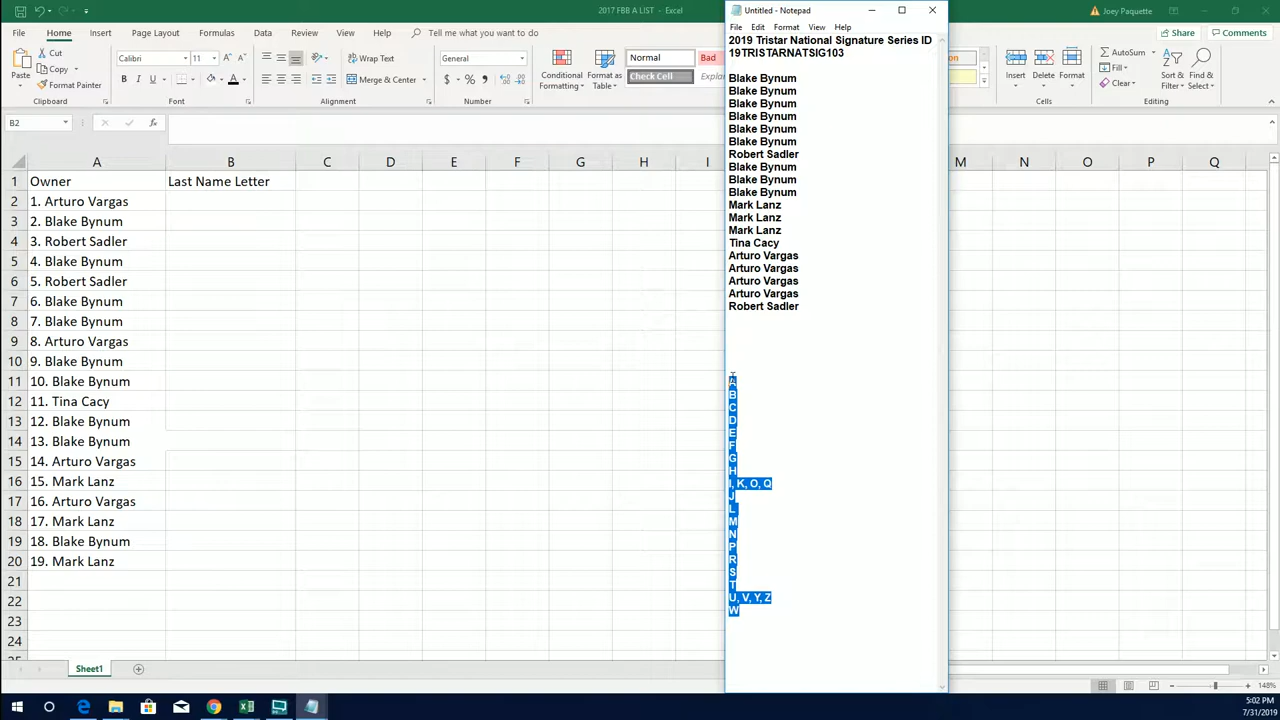 2017 FBB A LIST - Excel
Joey Paquette
Untitled - Notepad
File Home Insert Page Layout Formulas Data Review View Help Tell me what you want to do
Share Comments
File Edit Format View Help
Paste
Cut
Copy
Format Painter
Clipboard
Calibri 11
B I U
Font
Merge & Center
Alignment
General
$ % ,
Number
Conditional Formatting
Format as Table
Normal Bad
Check Cell
Insert Delete Format
Cells
AutoSum
Fill
Clear
Sort & Filter
Find & Select
Editing
B2
fx
A B C D E F G H I M N O P Q
1 Owner Last Name Letter
2 1. Arturo Vargas
3 2. Blake Bynum
4 3. Robert Sadler
5 4. Blake Bynum
6 5. Robert Sadler
7 6. Blake Bynum
8 7. Blake Bynum
9 8. Arturo Vargas
10 9. Blake Bynum
11 10. Blake Bynum
12 11. Tina Cacy
13 12. Blake Bynum
14 13. Blake Bynum
15 14. Arturo Vargas
16 15. Mark Lanz
17 16. Arturo Vargas
18 17. Mark Lanz
19 18. Blake Bynum
20 19. Mark Lanz
21
22
23
24
2019 Tristar National Signature Series ID
19TRISTARNATSIG103
Blake Bynum
Blake Bynum
Blake Bynum
Blake Bynum
Blake Bynum
Blake Bynum
Robert Sadler
Blake Bynum
Blake Bynum
Blake Bynum
Mark Lanz
Mark Lanz
Mark Lanz
Tina Cacy
Arturo Vargas
Arturo Vargas
Arturo Vargas
Arturo Vargas
Robert Sadler
A
B
C
D
E
F
G
H
I, K, O, Q
J
L
M
N
P
R
S
T
U, V, Y, Z
W
Sheet1
148%
5:02 PM
7/31/2019